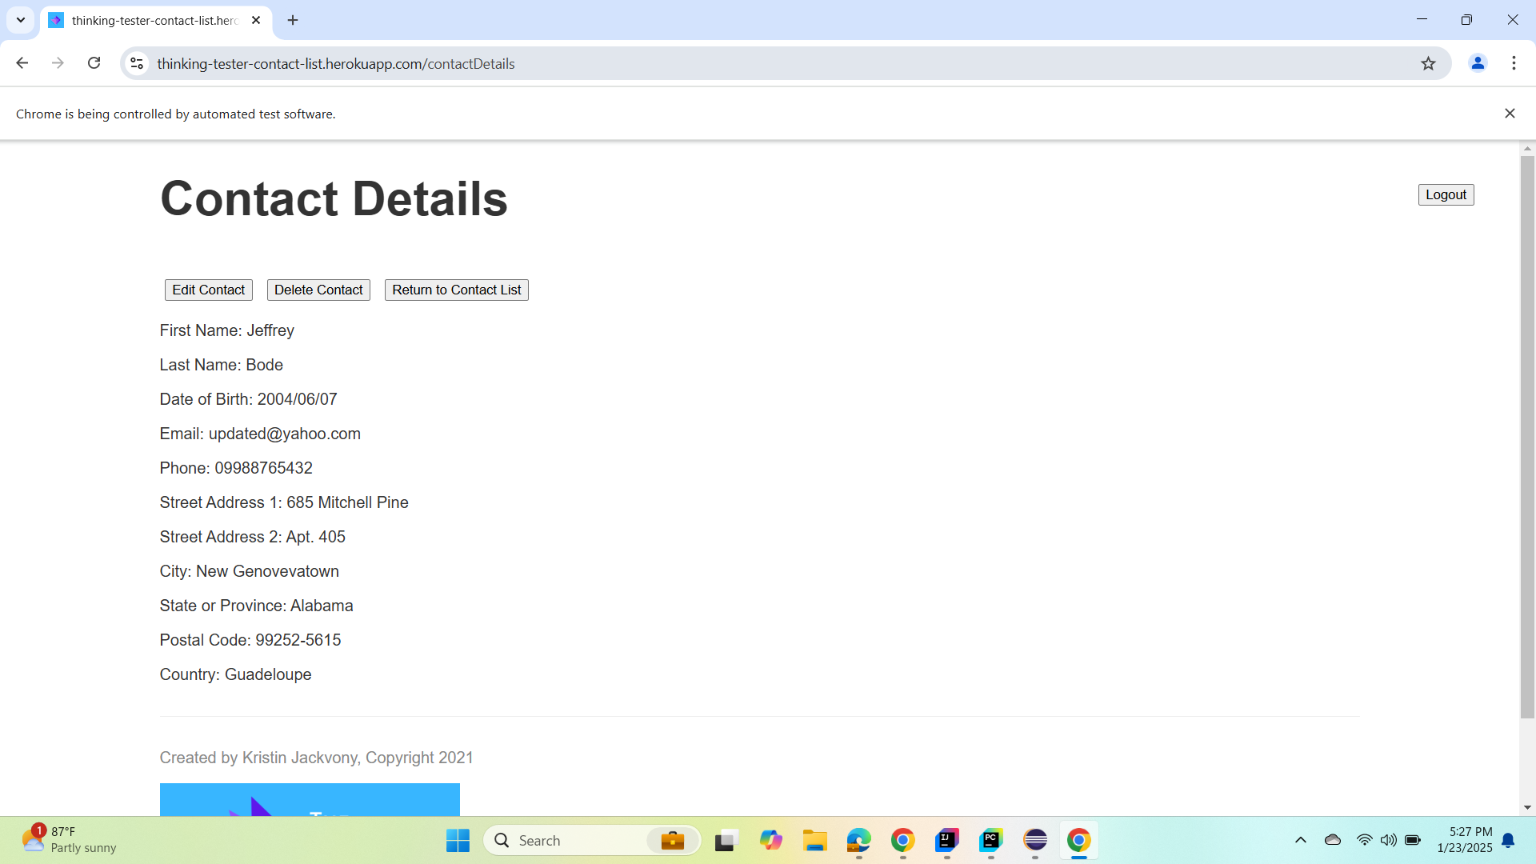 thinking-tester-contact-list.herc
thinking-tester-contact-list.herokuapp.com/contactDetails
Chrome is being controlled by automated test software.
Contact Details
Logout
Edit Contact
Delete Contact
Return to Contact List
First Name: Jeffrey
Last Name: Bode
Date of Birth: 2004/06/07
Email: updated@yahoo.com
Phone: 09988765432
Street Address 1: 685 Mitchell Pine
Street Address 2: Apt. 405
City: New Genovevatown
State or Province: Alabama
Postal Code: 99252-5615
Country: Guadeloupe
Created by Kristin Jackvony, Copyright 2021
1
87°F
Partly sunny
Search
IJ
PC
5:27 PM
1/23/2025